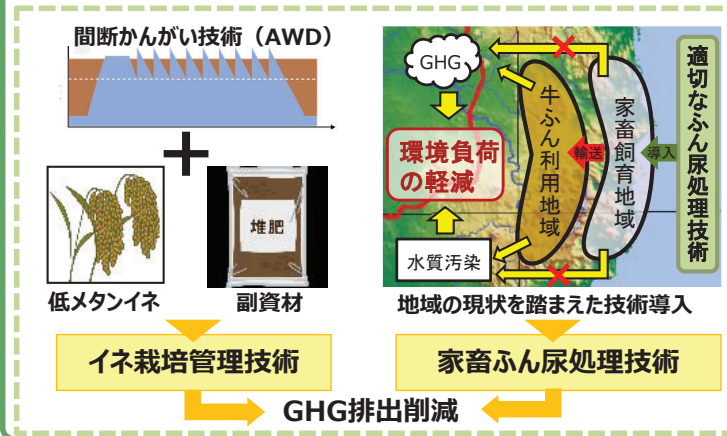 間断かんがい技術（AWD）
堆肥
低メタンイネ
副資材
イネ栽培管理技術
GHG
環境負荷
の軽減
水質汚染
牛ふん利用地域
輸送
家畜飼育地域
導入
適切なふん尿処理技術
地域の現状を踏まえた技術導入
家畜ふん尿処理技術
GHG排出削減